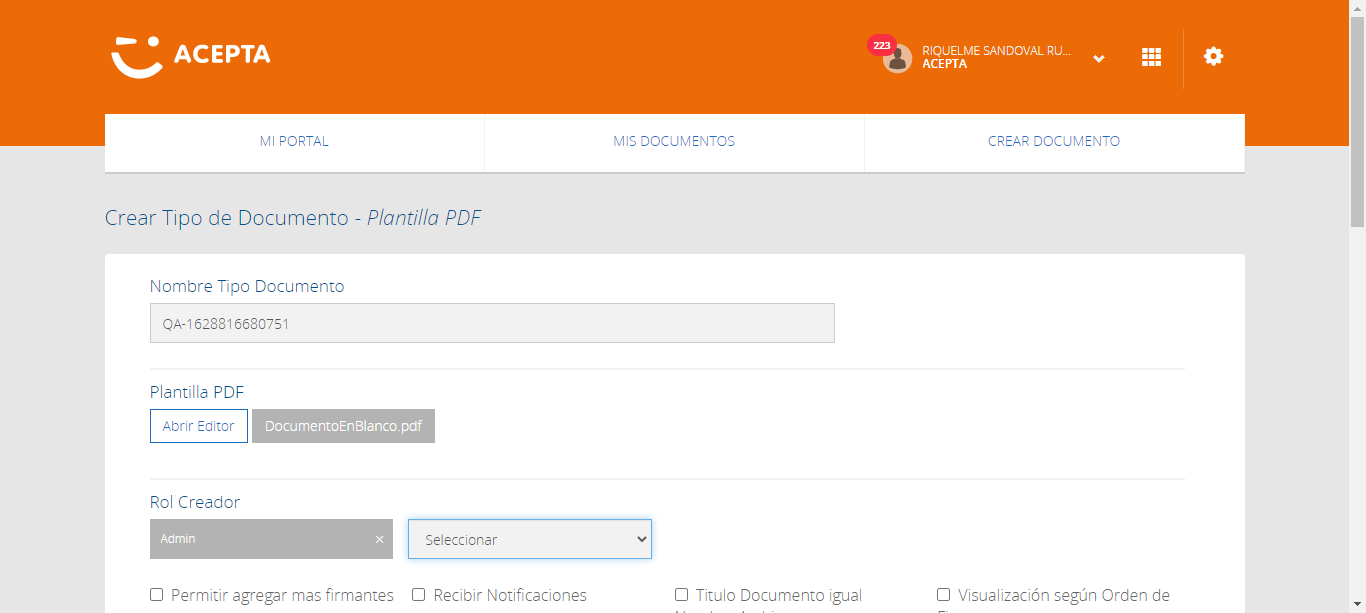 ACEPTA
223
RIQUELME SANDOVAL RU...
ACEPTA
MI PORTAL
MIS DOCUMENTOS
CREAR DOCUMENTO
Crear Tipo de Documento - Plantilla PDF
Nombre Tipo Documento
QA-1628816680751
Plantilla PDF
Abrir Editor
DocumentoEnBlanco.pdf
Rol Creador
Admin ×
Seleccionar
Permitir agregar mas firmantes
Recibir Notificaciones
Titulo Documento igual
Visualización según Orden de